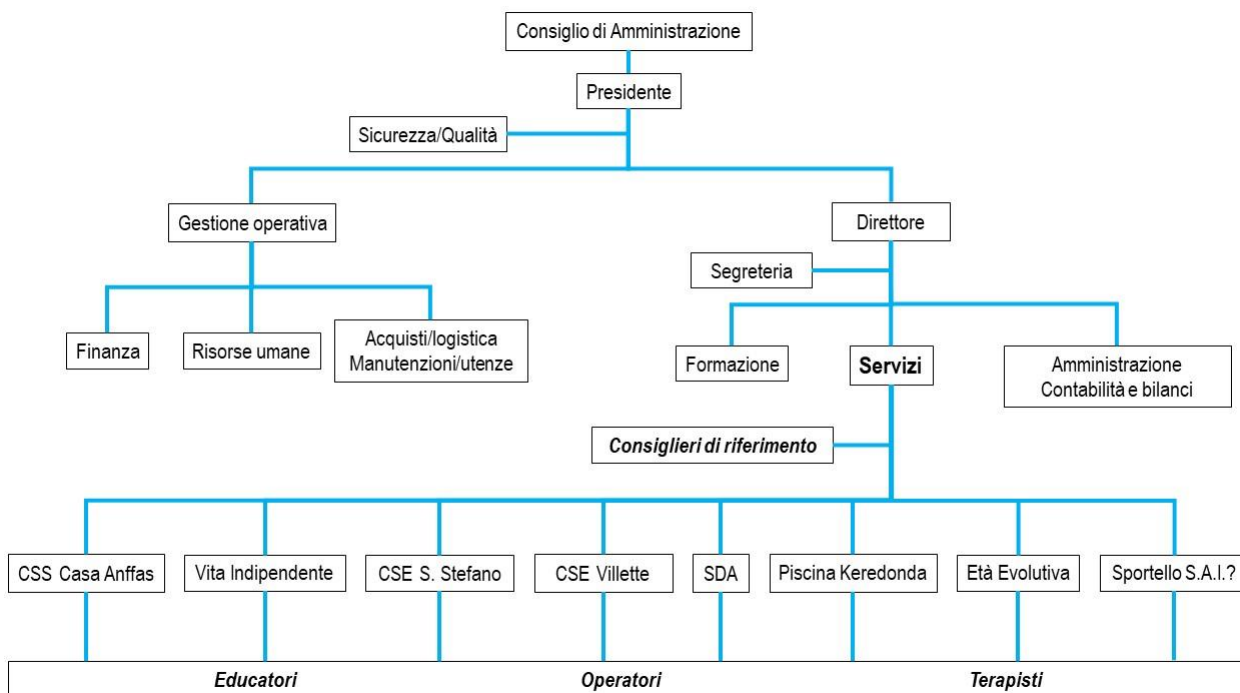 Consiglio di Amministrazione
Presidente
Sicurezza/Qualità
Gestione operativa
Direttore
Segreteria
Finanza
Risorse umane
Acquisti/logistica
Manutenzioni/utenze
Formazione
Servizi
Amministrazione
Contabilità e bilanci
Consiglieri di riferimento
CSS Casa Anffas
Vita Indipendente
CSE S. Stefano
CSE Villette
SDA
Piscina Keredonda
Età Evolutiva
Sportello S.A.I.?
Educatori
Operatori
Terapisti